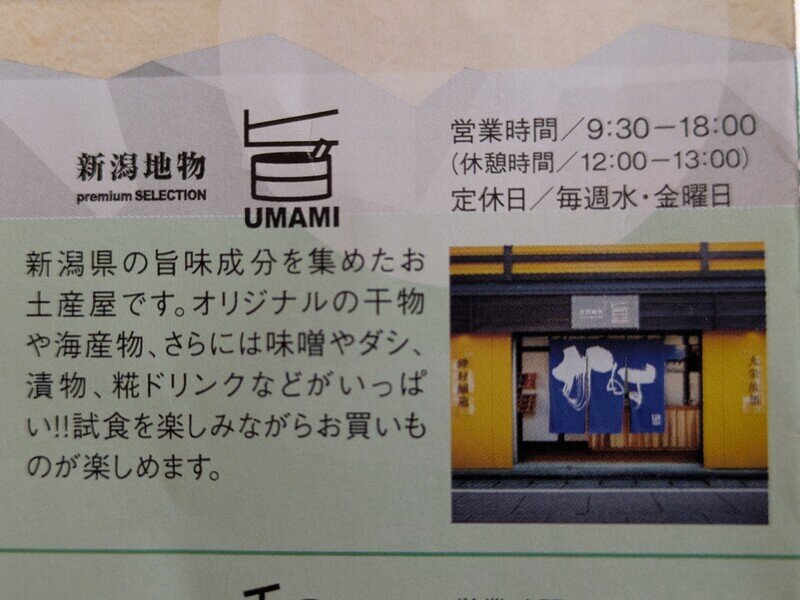 新潟地物
premium SELECTION
旨
UMAMI
営業時間／9:30－18:00
(休憩時間／12:00－13:00)
定休日／毎週水・金曜日
新潟県の旨味成分を集めたお
土産屋です。オリジナルの干物
や海産物、さらには味噌やダシ、
漬物、糀ドリンクなどがいっぱ
い!!試食を楽しみながらお買いも
のが楽しめます。